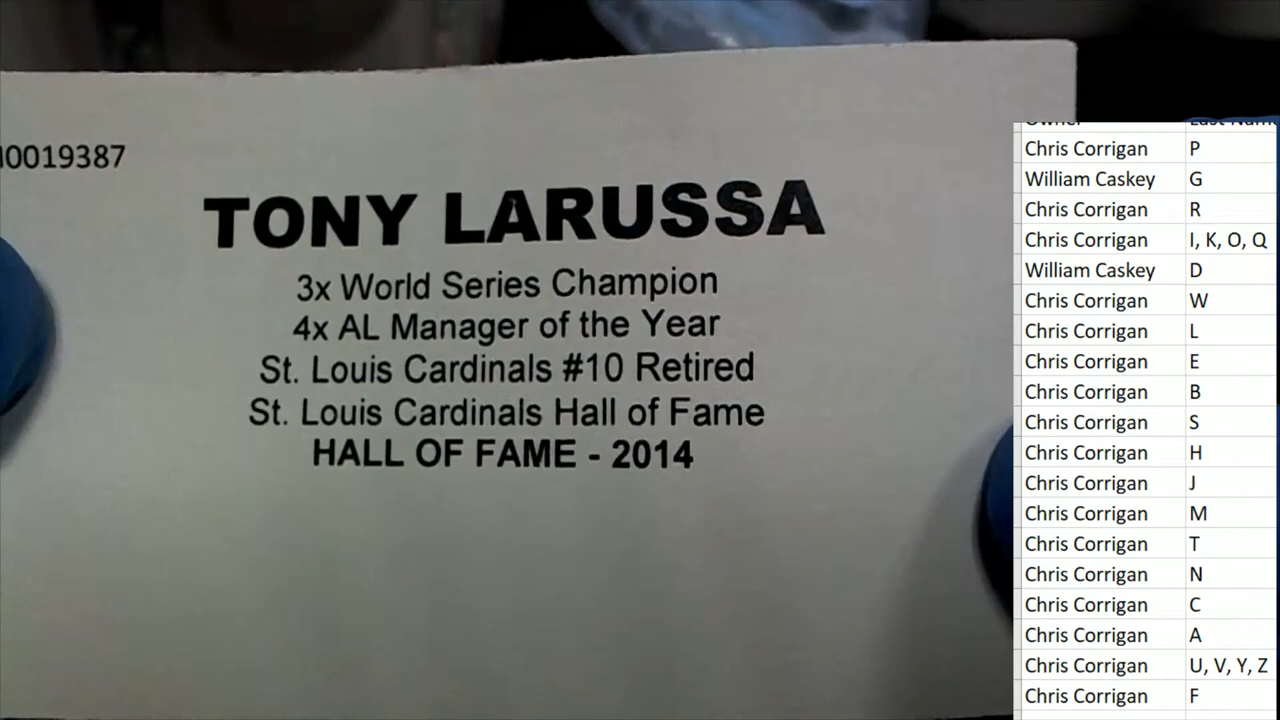 0019387
TONY LARUSSA
3x World Series Champion
4x AL Manager of the Year
St. Louis Cardinals #10 Retired
St. Louis Cardinals Hall of Fame
HALL OF FAME - 2014
Owner Last Name
Chris Corrigan P
William Caskey G
Chris Corrigan R
Chris Corrigan I, K, O, Q
William Caskey D
Chris Corrigan W
Chris Corrigan L
Chris Corrigan E
Chris Corrigan B
Chris Corrigan S
Chris Corrigan H
Chris Corrigan J
Chris Corrigan M
Chris Corrigan T
Chris Corrigan N
Chris Corrigan C
Chris Corrigan A
Chris Corrigan U, V, Y, Z
Chris Corrigan F